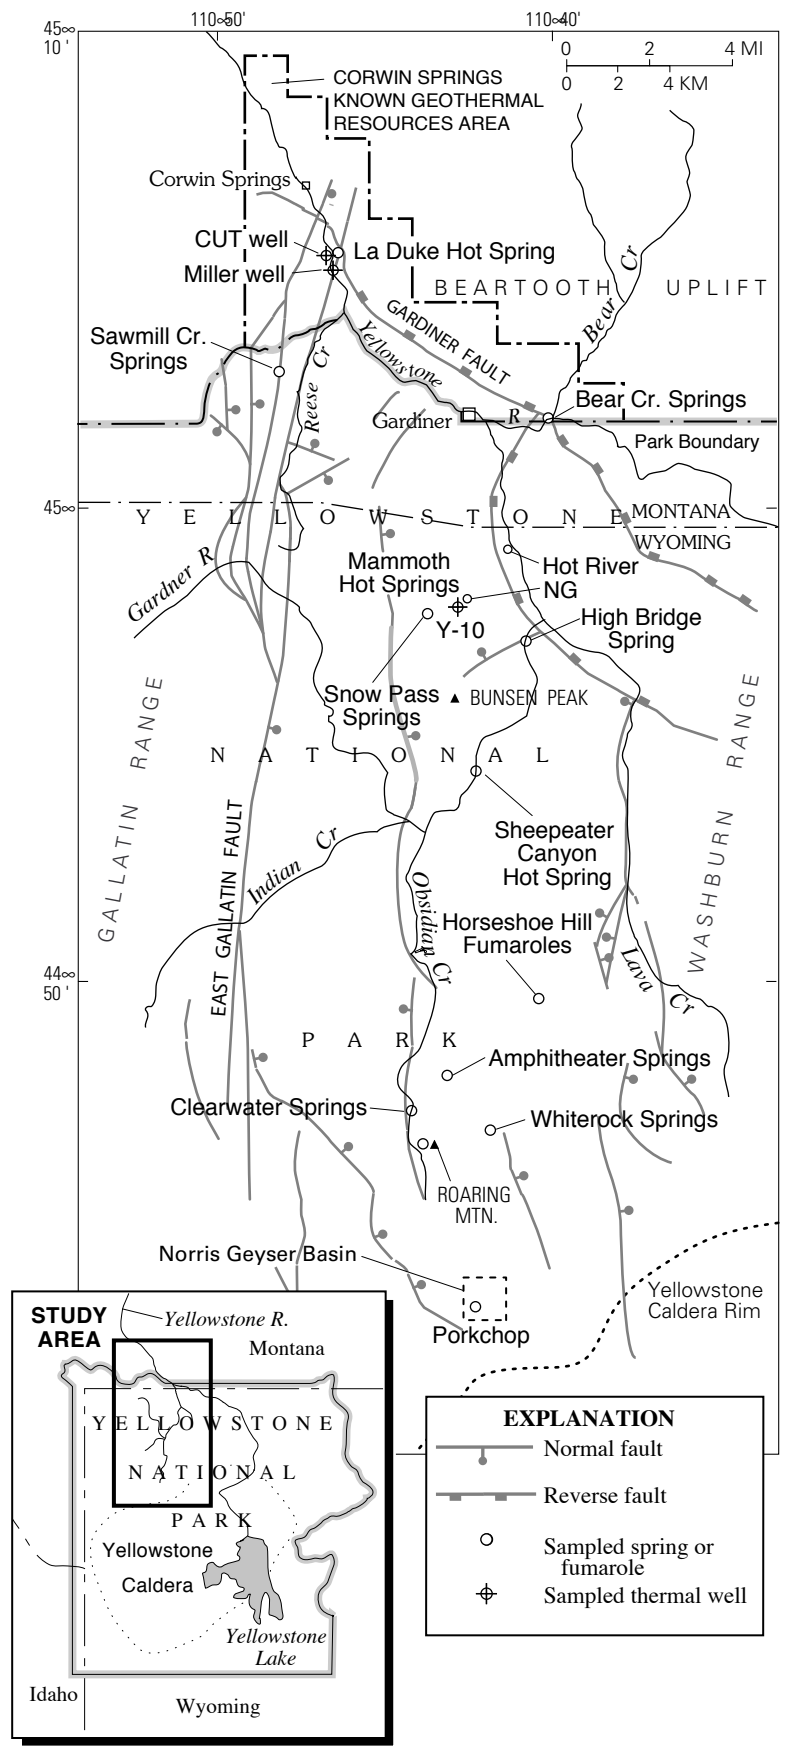 110∞50'
110∞40'
45∞
10 '
0 2 4 MI
0 2 4 KM
CORWIN SPRINGS
KNOWN GEOTHERMAL
RESOURCES AREA
Corwin Springs
CUT well
La Duke Hot Spring
Miller well
BEARTOOTH UPLIFT
Bear Cr
GARDINER FAULT
Sawmill Cr.
Springs
Reese Cr
Yellowstone
R
Gardiner
Bear Cr. Springs
Park Boundary
45∞
YELLOWSTONE
MONTANA
WYOMING
Gardner R
Mammoth
Hot Springs
Hot River
NG
Y-10
High Bridge
Spring
Snow Pass
Springs
BUNSEN PEAK
GALLATIN RANGE
WASHBURN RANGE
NATIONAL
Sheepeater
Canyon
Hot Spring
EAST GALLATIN FAULT
Indian Cr
Obsidian Cr
Horseshoe Hill
Fumaroles
Lava Cr
44∞
50 '
PARK
Amphitheater Springs
Clearwater Springs
Whiterock Springs
ROARING
MTN.
Norris Geyser Basin
Porkchop
Yellowstone
Caldera Rim
STUDY
AREA
Yellowstone R.
Montana
YELLOWSTONE
NATIONAL
PARK
Yellowstone
Caldera
Yellowstone
Lake
Idaho
Wyoming
EXPLANATION
Normal fault
Reverse fault
Sampled spring or
fumarole
Sampled thermal well